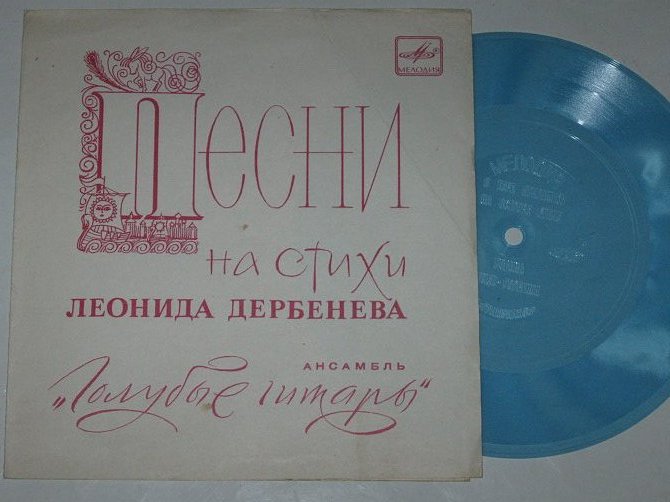 МЕЛОДИЯ
Песни
на стихи
ЛЕОНИДА ДЕРБЕНЕВА
АНСАМБЛЬ
„Голубые гитары“